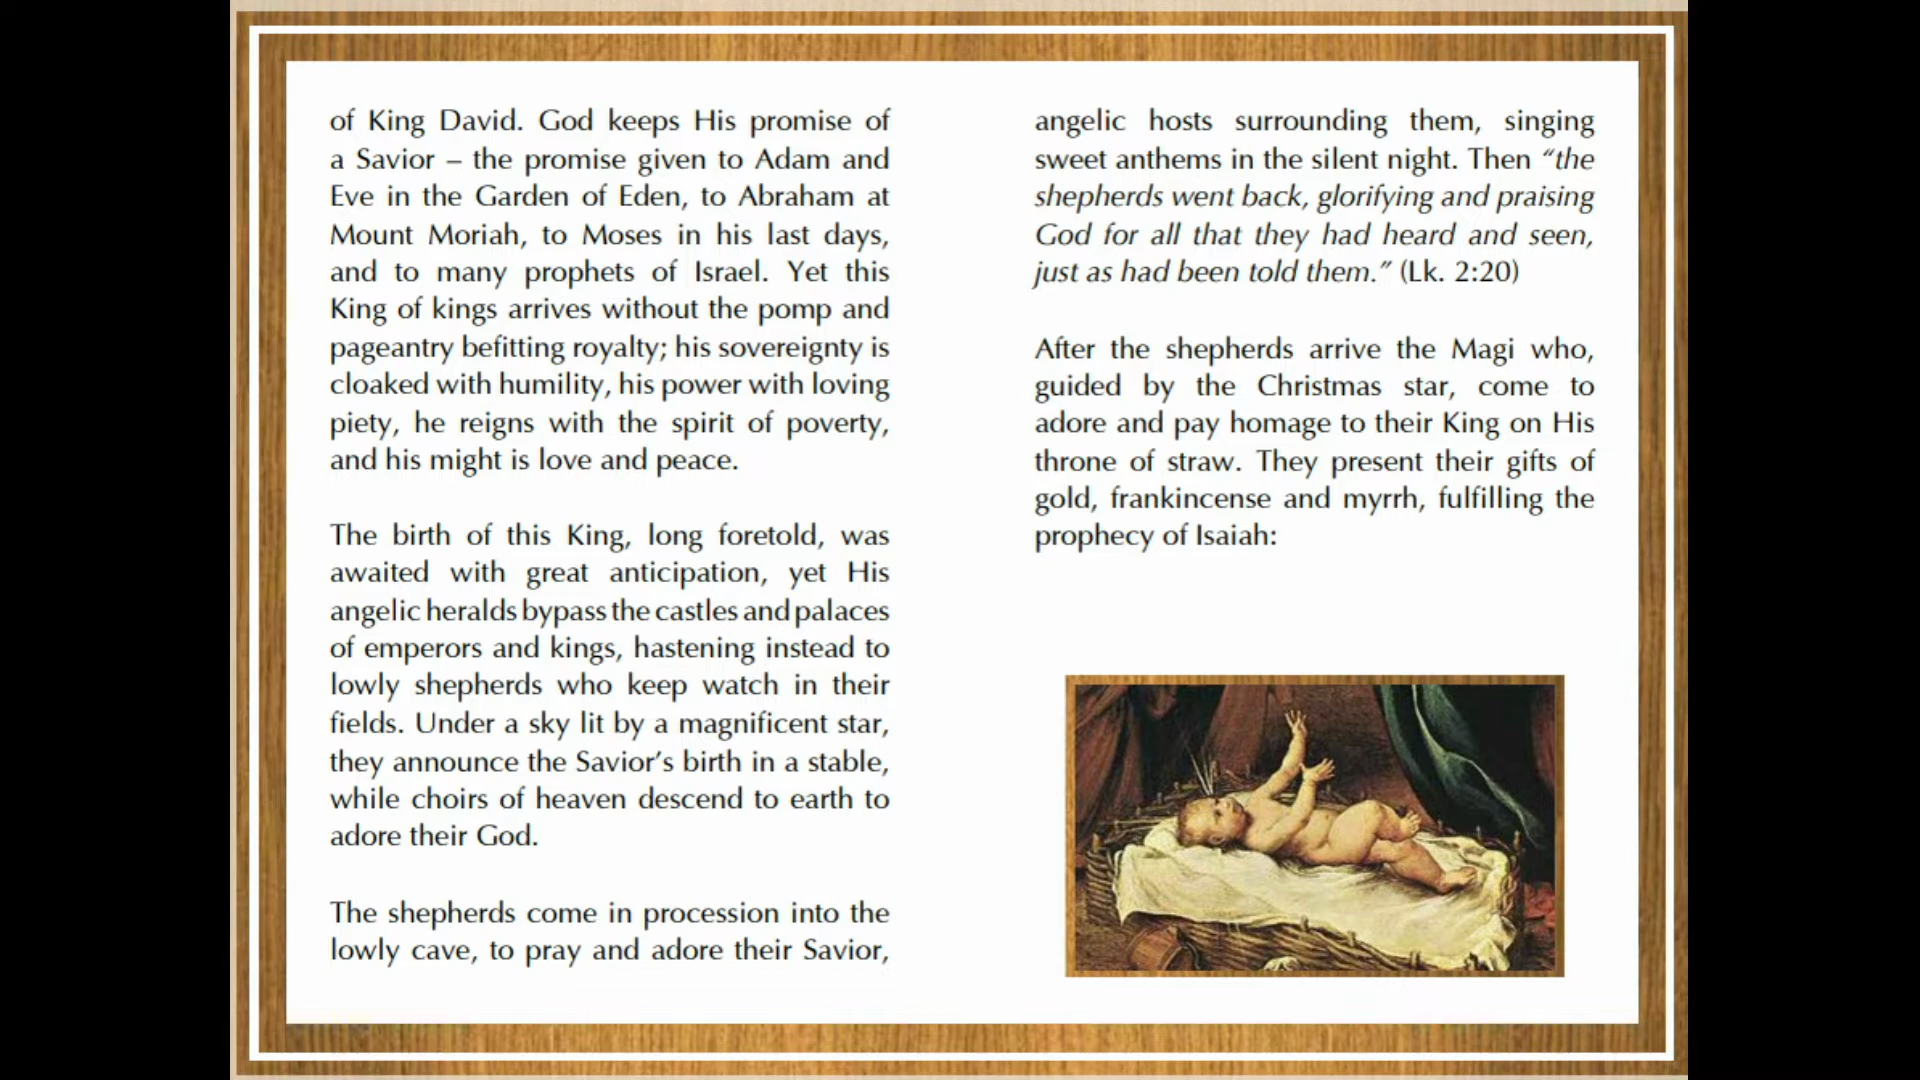 of King David. God keeps His promise of
a Savior – the promise given to Adam and
Eve in the Garden of Eden, to Abraham at
Mount Moriah, to Moses in his last days,
and to many prophets of Israel. Yet this
King of kings arrives without the pomp and
pageantry befitting royalty; his sovereignty is
cloaked with humility, his power with loving
piety, he reigns with the spirit of poverty,
and his might is love and peace.
The birth of this King, long foretold, was
awaited with great anticipation, yet His
angelic heralds bypass the castles and palaces
of emperors and kings, hastening instead to
lowly shepherds who keep watch in their
fields. Under a sky lit by a magnificent star,
they announce the Savior’s birth in a stable,
while choirs of heaven descend to earth to
adore their God.
The shepherds come in procession into the
lowly cave, to pray and adore their Savior,
angelic hosts surrounding them, singing
sweet anthems in the silent night. Then “the
shepherds went back, glorifying and praising
God for all that they had heard and seen,
just as had been told them.” (Lk. 2:20)
After the shepherds arrive the Magi who,
guided by the Christmas star, come to
adore and pay homage to their King on His
throne of straw. They present their gifts of
gold, frankincense and myrrh, fulfilling the
prophecy of Isaiah: